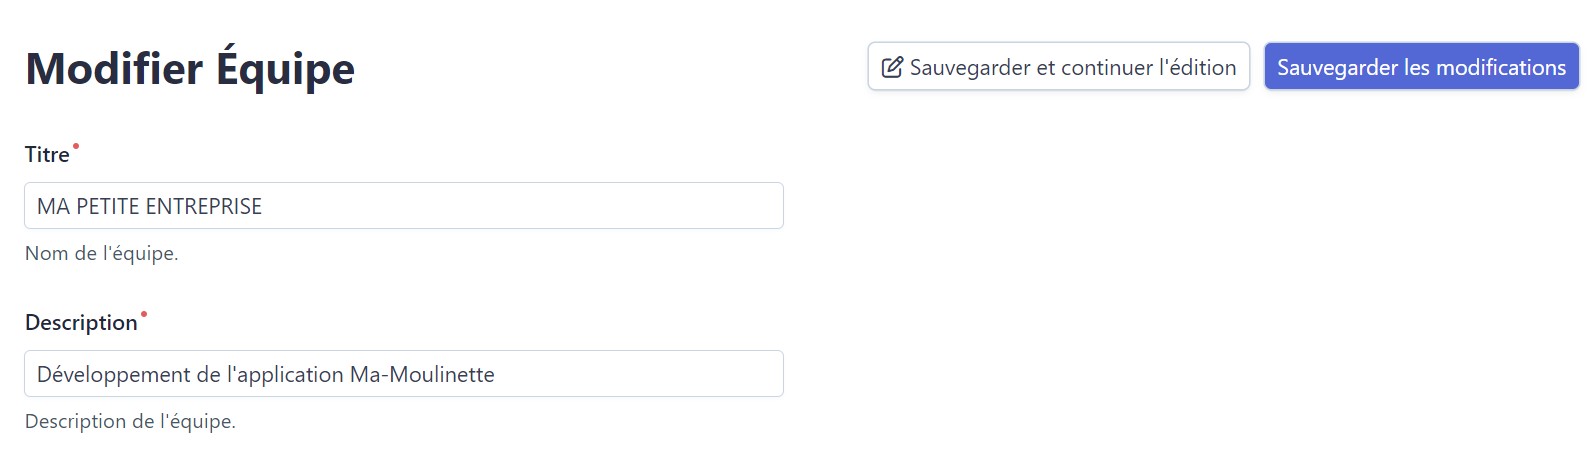 Modifier Équipe
Sauvegarder et continuer l'édition
Sauvegarder les modifications
Titre
MA PETITE ENTREPRISE
Nom de l'équipe.
Description
Développement de l'application Ma-Moulinette
Description de l'équipe.